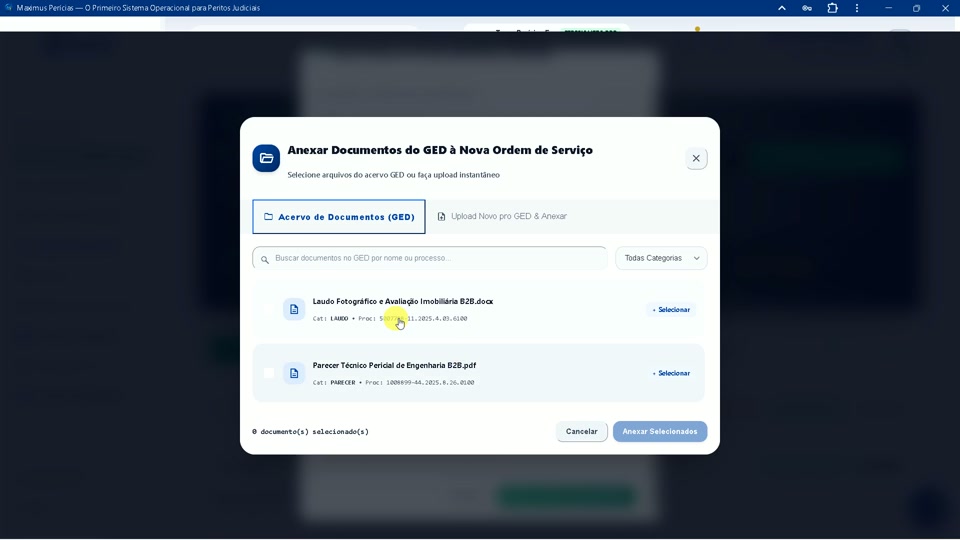 Maximus Perícias — O Primeiro Sistema Operacional para Peritos Judiciais
Anexar Documentos do GED à Nova Ordem de Serviço
Selecione arquivos do acervo GED ou faça upload instantâneo
Acervo de Documentos (GED)
Upload Novo pro GED & Anexar
Buscar documentos no GED por nome ou processo...
Todas Categorias
Laudo Fotográfico e Avaliação Imobiliária B2B.docx
Cat: LAUDO • Proc: 11.2025.4.03.6100
+ Selecionar
Parecer Técnico Pericial de Engenharia B2B.pdf
Cat: PARECER • Proc: 1008899-44.2025.8.26.0100
+ Selecionar
0 documento(s) selecionado(s)
Cancelar
Anexar Selecionados